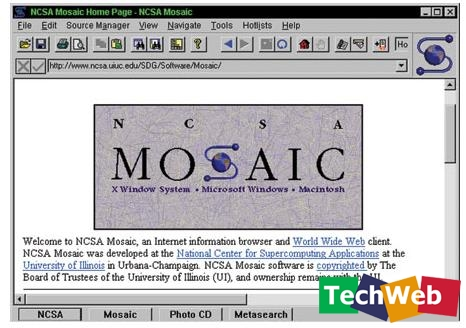 NCSA Mosaic Home Page - NCSA Mosaic
File Edit Source Manager View Navigate Tools Hotlists Help
Ho
http://www.ncsa.uiuc.edu/SDG/Software/Mosaic/
N C S A
MOSAIC
X Window System • Microsoft Windows • Macintosh
Welcome to NCSA Mosaic, an Internet information browser and World Wide Web client.
NCSA Mosaic was developed at the National Center for Supercomputing Applications at the
University of Illinois in Urbana-Champaign. NCSA Mosaic software is copyrighted by The
Board of Trustees of the University of Illinois (UI), and ownership remains with the UI.
TechWeb
NCSA Mosaic Photo CD Metasearch